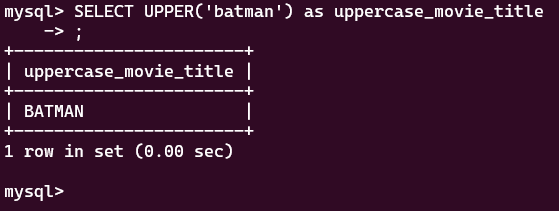 mysql> SELECT UPPER('batman') as uppercase_movie_title
    -> ;
+-----------------------+
| uppercase_movie_title |
+-----------------------+
| BATMAN                |
+-----------------------+
1 row in set (0.00 sec)

mysql>